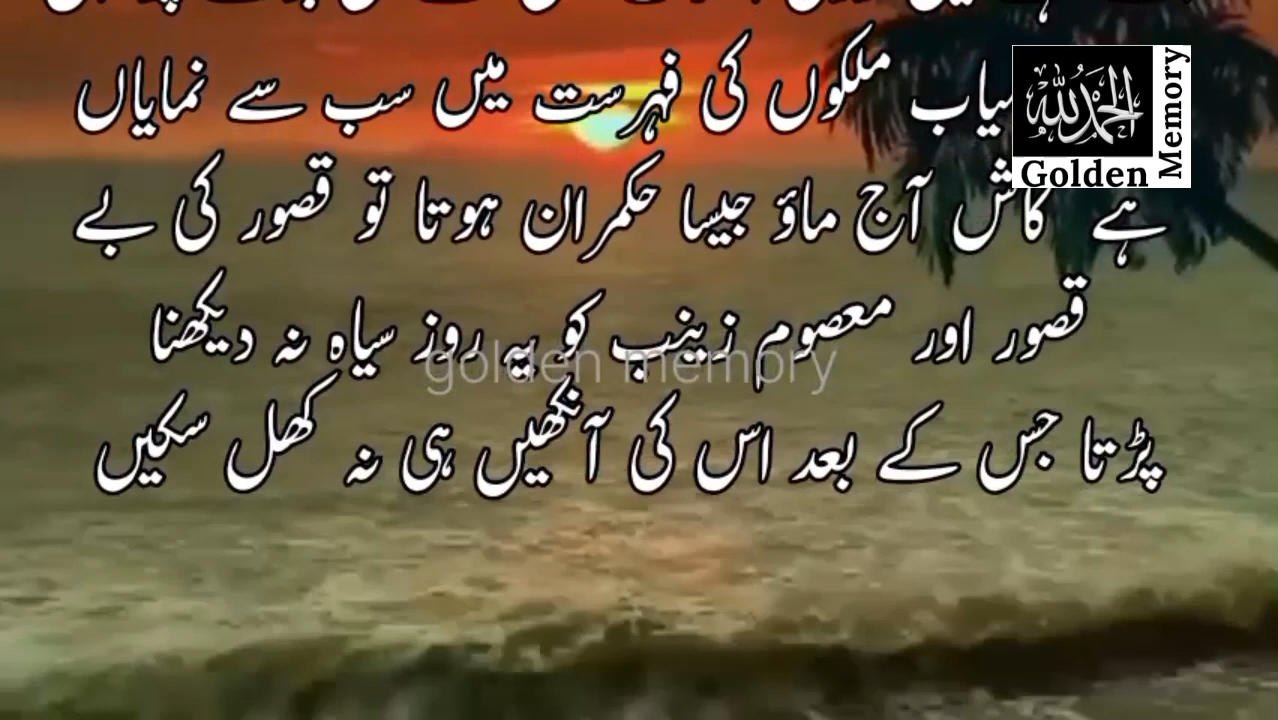 ملکوں کی فہرست میں سب سے نمایاں
ہے کاش آج ماؤ جیسا حکمران ہوتا تو قصور کی بے
قصور اور معصوم زینب کو یہ روز سیاہ نہ دیکھنا
پڑتا جس کے بعد اس کی آنکھیں ہی نہ کھل سکیں
الحمدللہ
Golden
Memory
golden memory